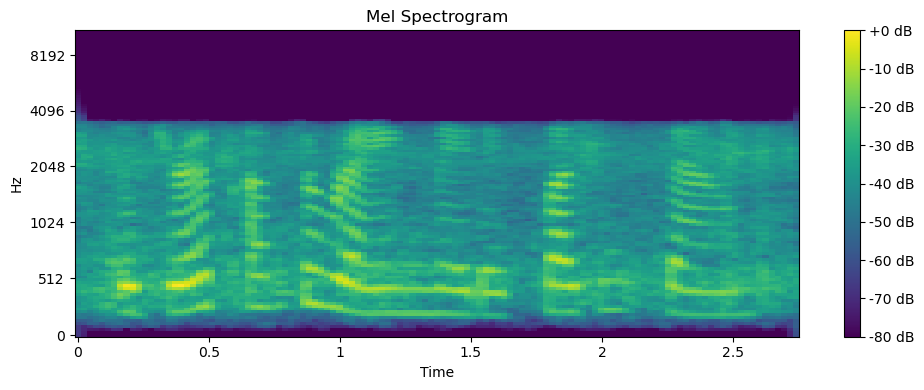 Mel Spectrogram
Hz
8192
4096
2048
1024
512
0
0
0.5
1
1.5
2
2.5
Time
+0 dB
-10 dB
-20 dB
-30 dB
-40 dB
-50 dB
-60 dB
-70 dB
-80 dB